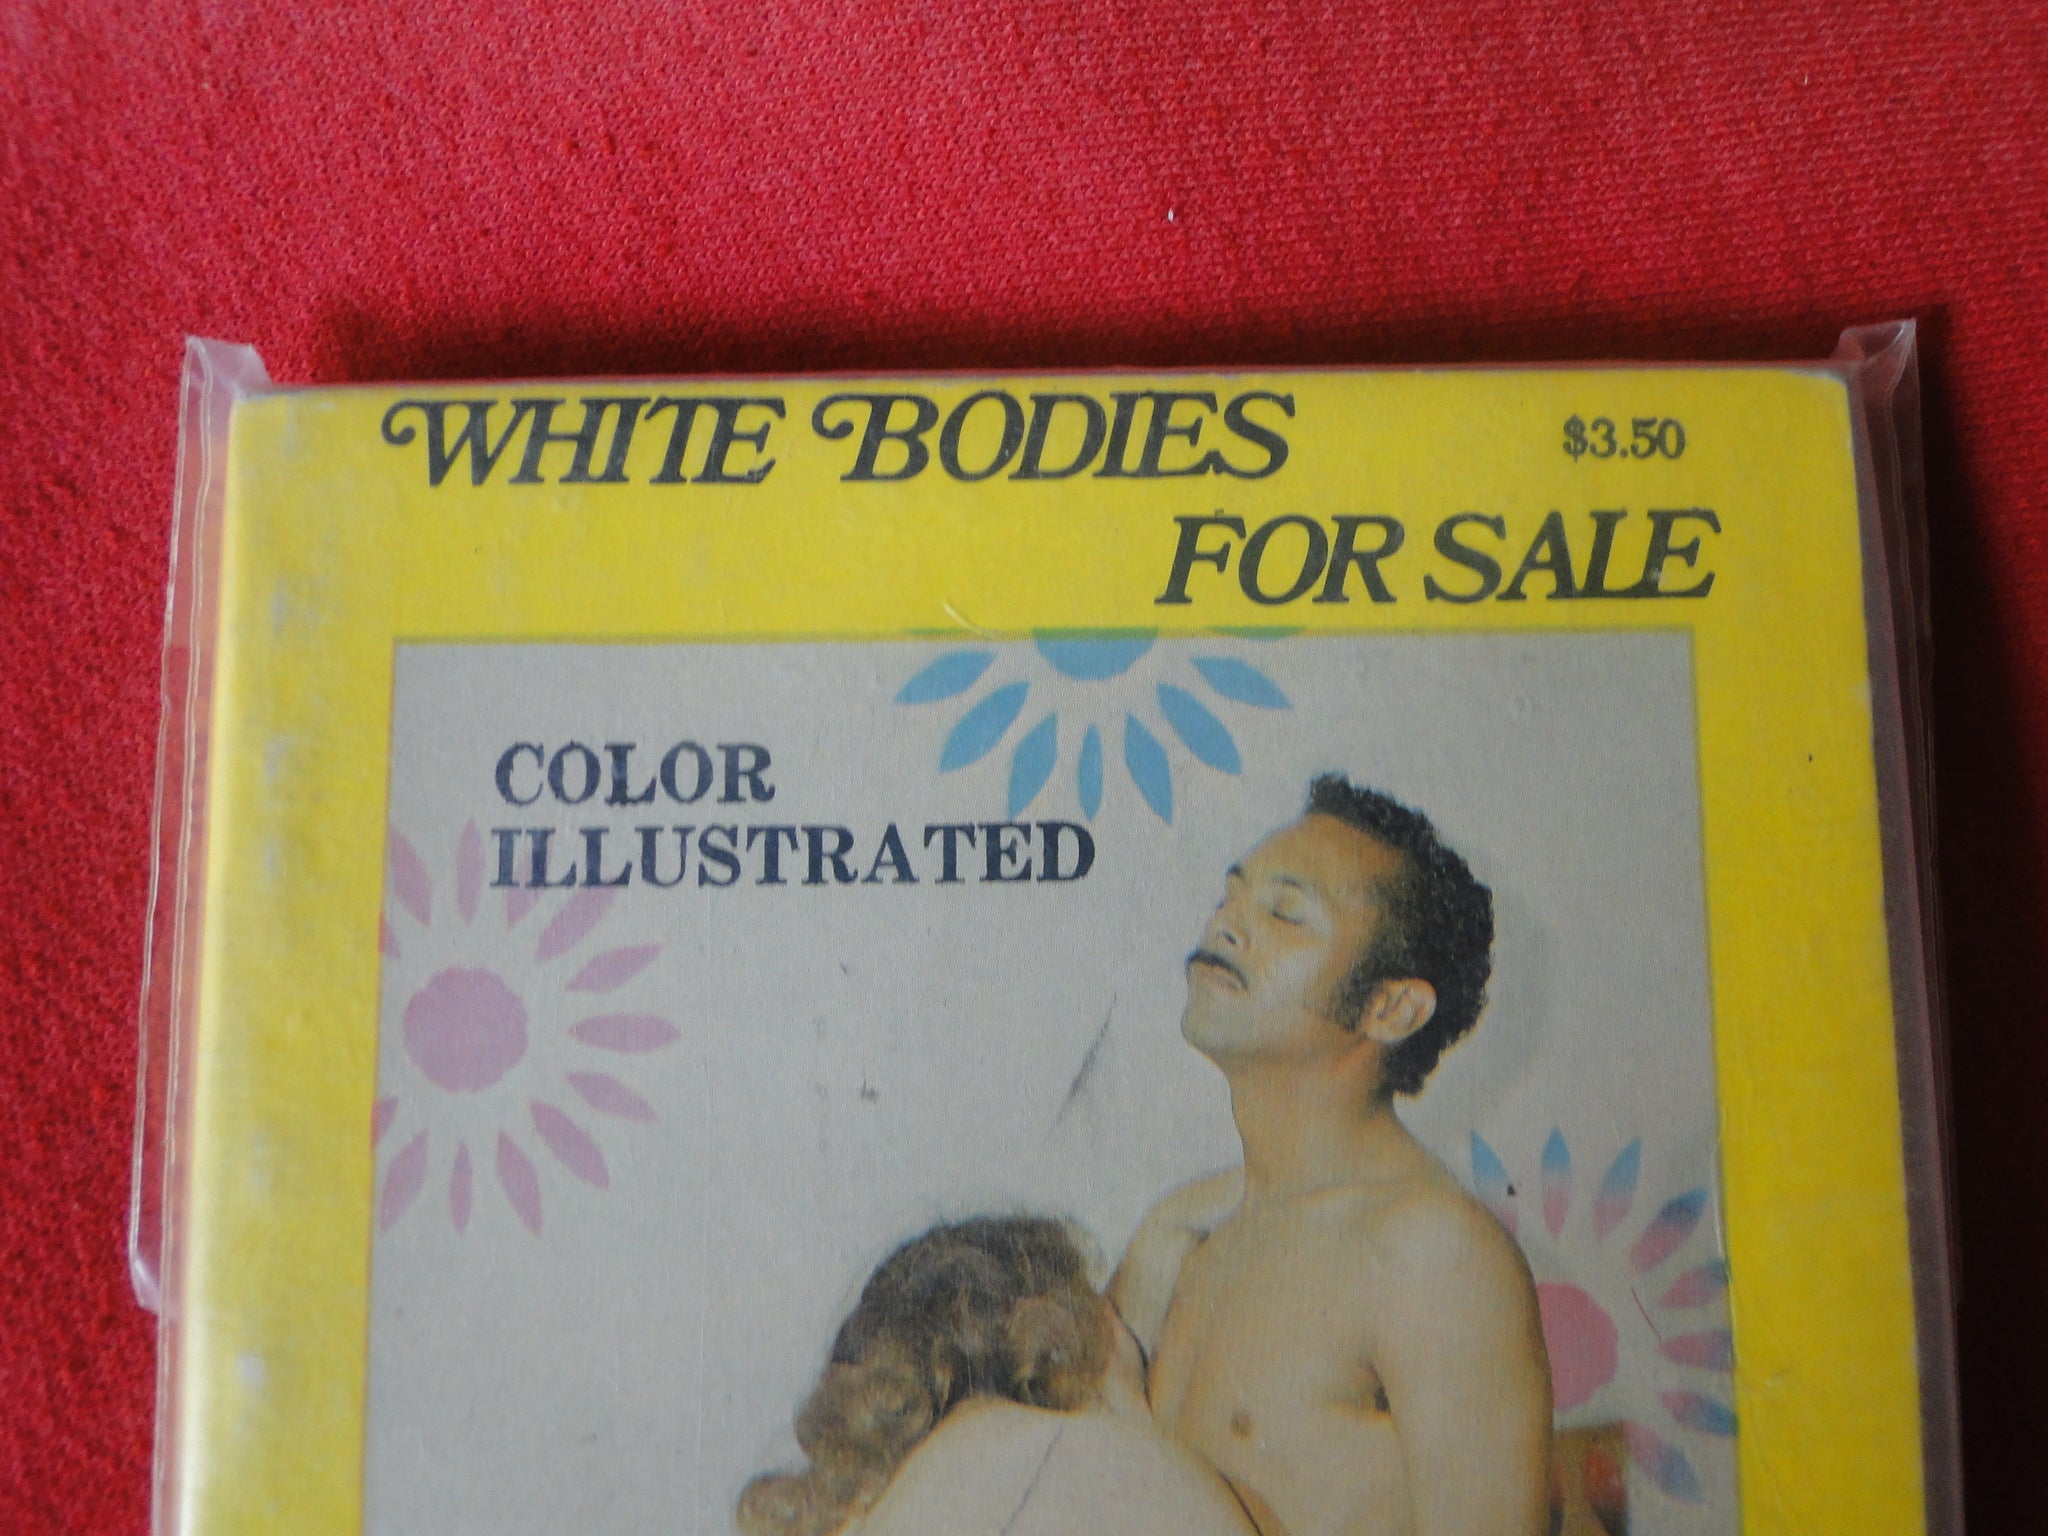 WHITE BODIES
$3.50
FOR SALE
COLOR
ILLUSTRATED